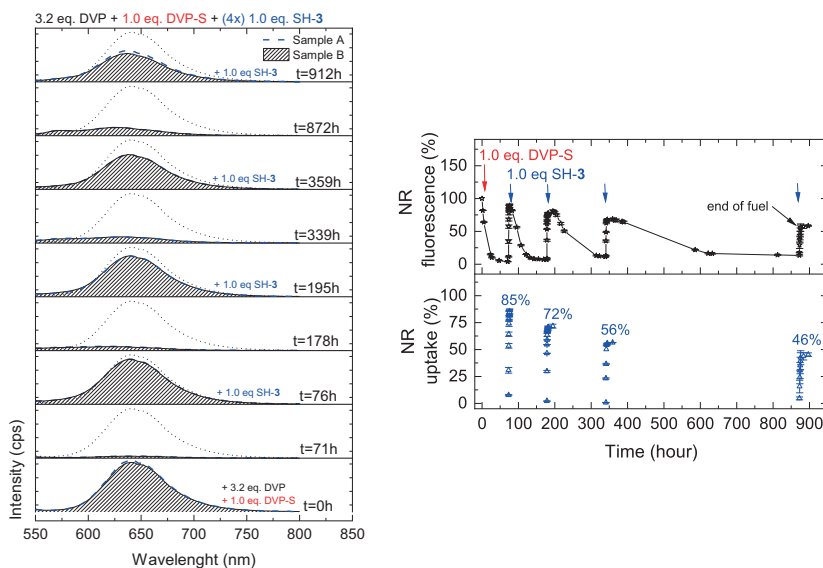 3.2 eq. DVP + 1.0 eq. DVP-S + (4x) 1.0 eq. SH-3
Sample A
Sample B
+ 1.0 eq SH-3
t=912h
t=872h
+ 1.0 eq SH-3
t=359h
t=339h
+ 1.0 eq SH-3
t=195h
t=178h
+ 1.0 eq SH-3
t=76h
t=71h
+ 3.2 eq. DVP
+ 1.0 eq. DVP-S
t=0h
Intensity (cps)
550 600 650 700 750 800 850
Wavelenght (nm)
1.0 eq. DVP-S
1.0 eq SH-3
end of fuel
NR
fluorescence (%)
150
100
50
0
85%
72%
56%
46%
NR
uptake (%)
100
75
50
25
0
0 100 200 300 400 500 600 700 800 900
Time (hour)